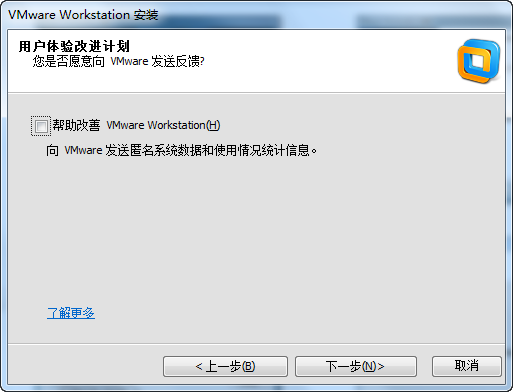 VMware Workstation 安装
用户体验改进计划
您是否愿意向 VMware 发送反馈?
帮助改善 VMware Workstation(H)
向 VMware 发送匿名系统数据和使用情况统计信息。
了解更多
< 上一步(B)
下一步(N)>
取消